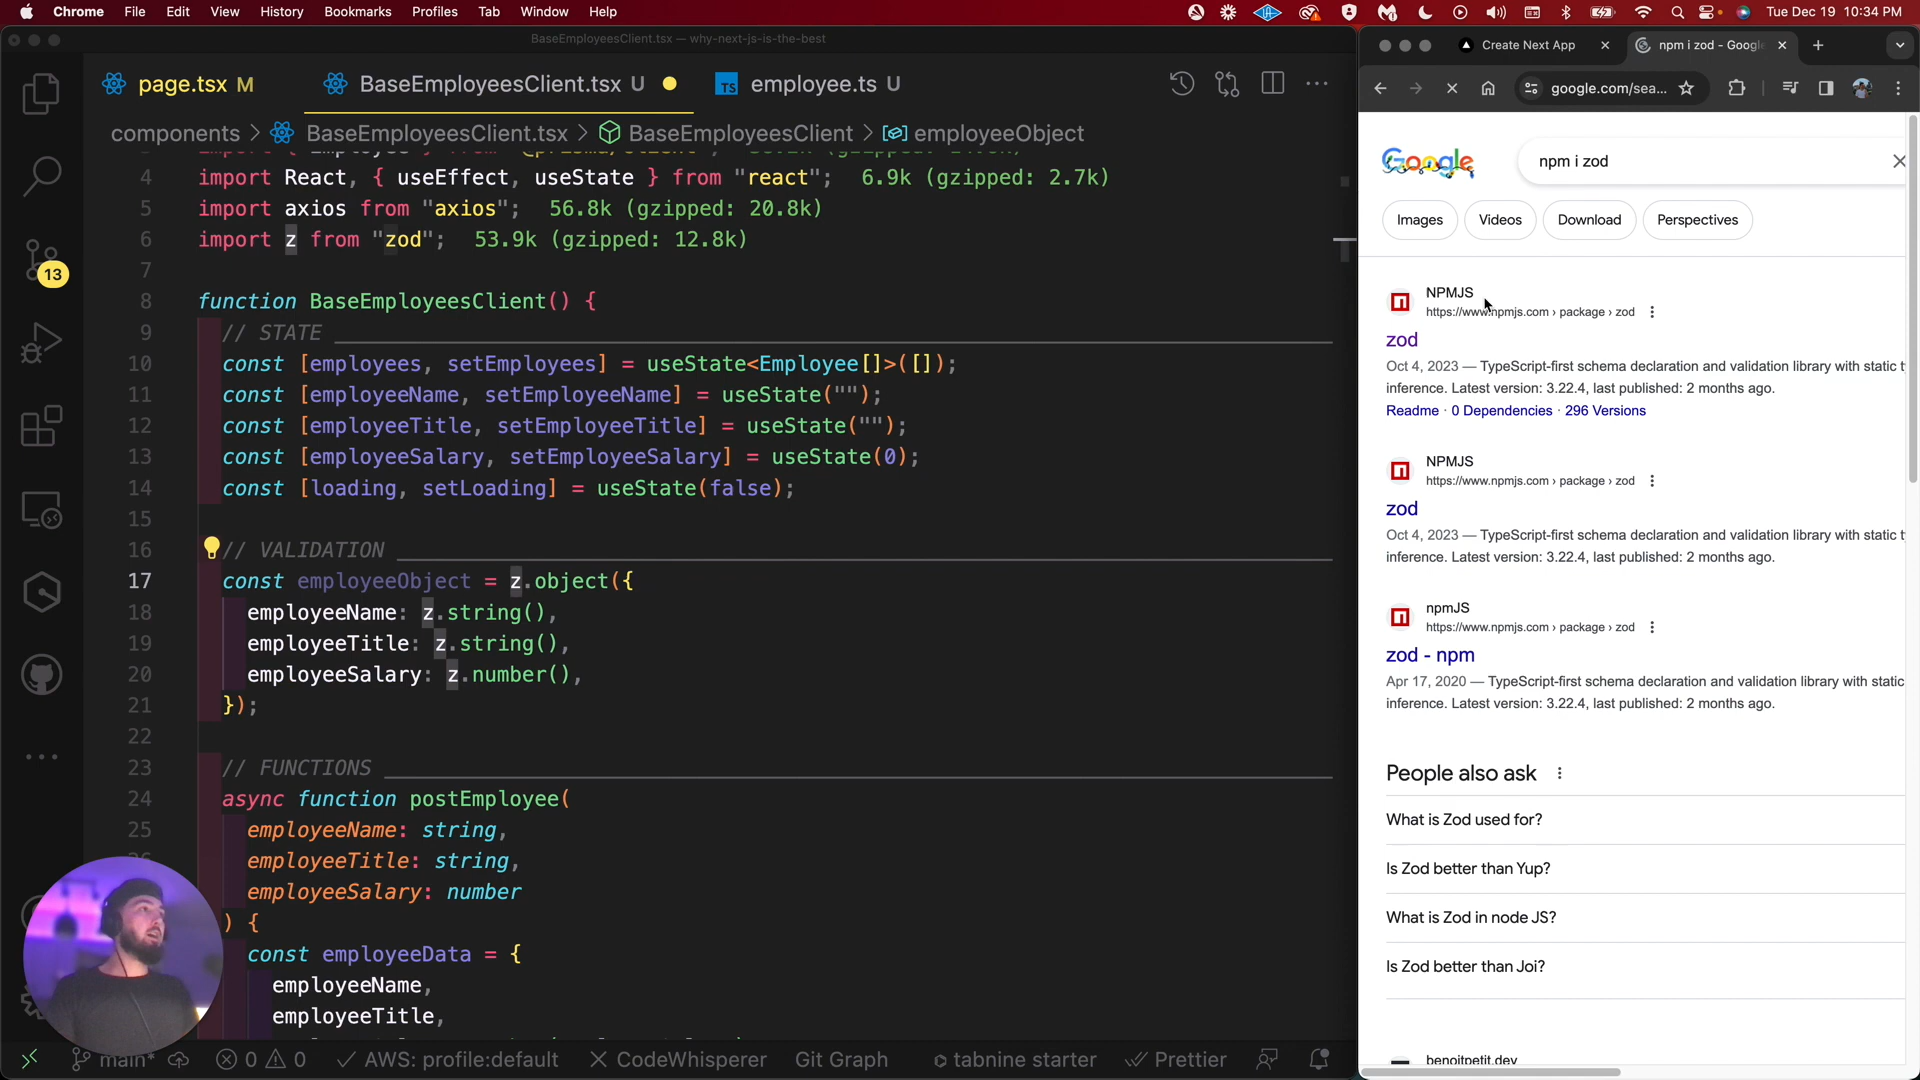 Chrome File Edit View History Bookmarks Profiles Tab Window Help
Tue Dec 19 10:34 PM
BaseEmployeesClient.tsx — why-next-js-is-the-best
page.tsx M
BaseEmployeesClient.tsx U
TS employee.ts U
components > BaseEmployeesClient.tsx > BaseEmployeesClient > employeeObject
4 import React, { useEffect, useState } from "react"; 6.9k (gzipped: 2.7k)
5 import axios from "axios"; 56.8k (gzipped: 20.8k)
6 import z from "zod"; 53.9k (gzipped: 12.8k)
7
8 function BaseEmployeesClient() {
9 // STATE
10 const [employees, setEmployees] = useState<Employee[]>([]);
11 const [employeeName, setEmployeeName] = useState("");
12 const [employeeTitle, setEmployeeTitle] = useState("");
13 const [employeeSalary, setEmployeeSalary] = useState(0);
14 const [loading, setLoading] = useState(false);
15
16 // VALIDATION
17 const employeeObject = z.object({
18 employeeName: z.string(),
19 employeeTitle: z.string(),
20 employeeSalary: z.number(),
21 });
22
23 // FUNCTIONS
24 async function postEmployee(
25 employeeName: string,
employeeTitle: string,
employeeSalary: number
) {
const employeeData = {
employeeName,
employeeTitle,
13
main* 0 0 AWS: profile:default CodeWhisperer Git Graph tabnine starter Prettier
Create Next App
npm i zod - Googl
google.com/sea...
Google
npm i zod
Images Videos Download Perspectives
NPMJS
https://www.npmjs.com › package › zod
zod
Oct 4, 2023 — TypeScript-first schema declaration and validation library with static t
inference. Latest version: 3.22.4, last published: 2 months ago.
Readme · 0 Dependencies · 296 Versions
NPMJS
https://www.npmjs.com › package › zod
zod
Oct 4, 2023 — TypeScript-first schema declaration and validation library with static t
inference. Latest version: 3.22.4, last published: 2 months ago.
npmJS
https://www.npmjs.com › package › zod
zod - npm
Apr 17, 2020 — TypeScript-first schema declaration and validation library with static
inference. Latest version: 3.22.4, last published: 2 months ago.
People also ask
What is Zod used for?
Is Zod better than Yup?
What is Zod in node JS?
Is Zod better than Joi?
benoitpetit.dev